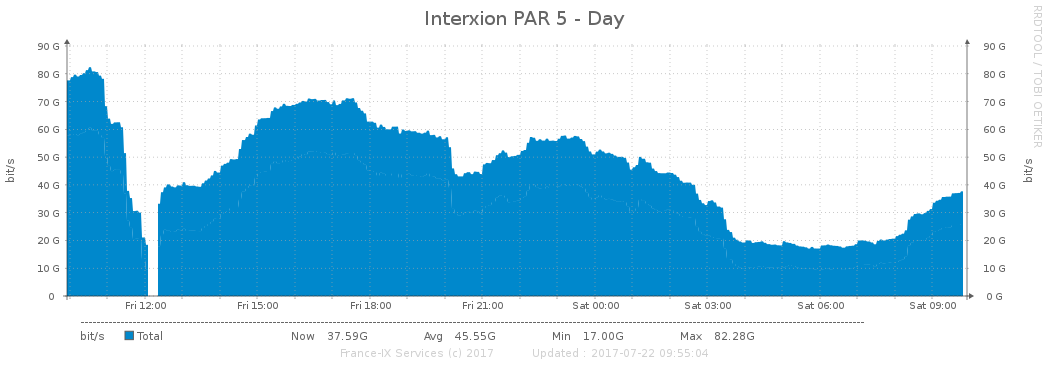 Interxion PAR 5 - Day
RRDTOOL / TOBI OETIKER
bit/s
bit/s
90 G 90 G
80 G 80 G
70 G 70 G
60 G 60 G
50 G 50 G
40 G 40 G
30 G 30 G
20 G 20 G
10 G 10 G
0 0 G
Fri 12:00 Fri 15:00 Fri 18:00 Fri 21:00 Sat 00:00 Sat 03:00 Sat 06:00 Sat 09:00
bit/s Total Now 37.59G Avg 45.55G Min 17.00G Max 82.28G
France-IX Services (c) 2017 Updated : 2017-07-22 09:55:04